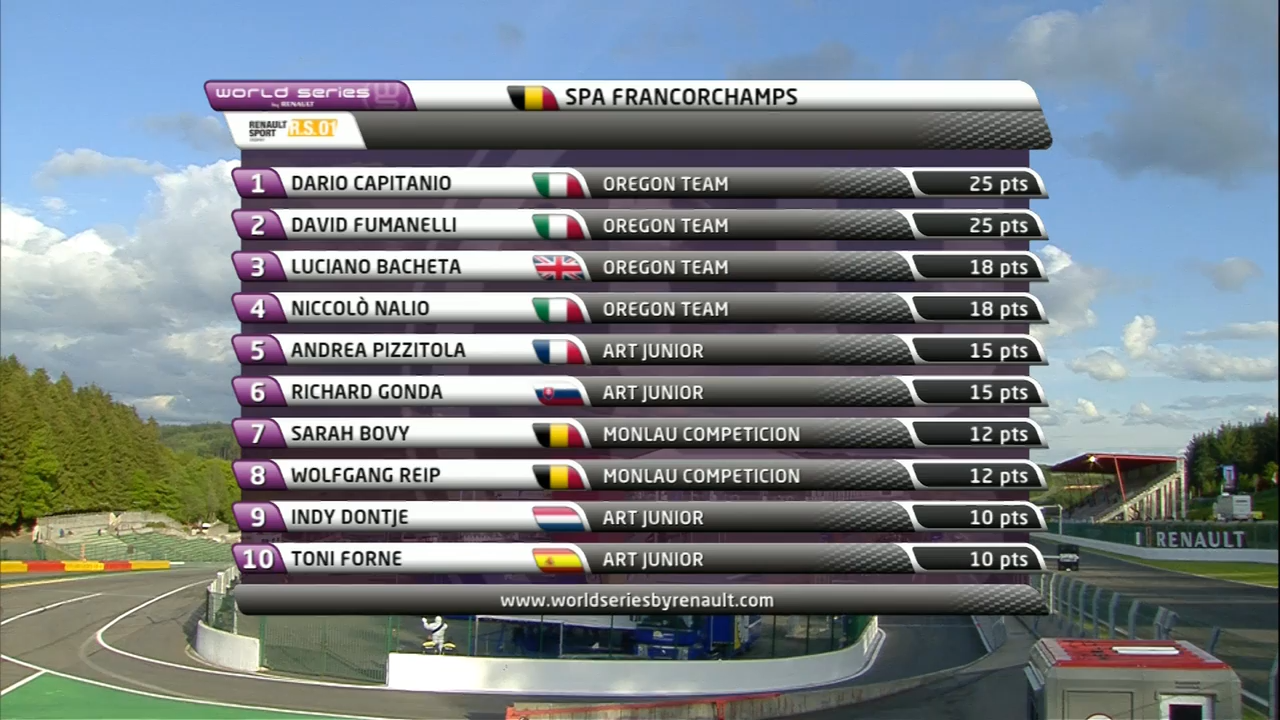 world series
by RENAULT
SPA FRANCORCHAMPS
RENAULT SPORT R.S.01
1 DARIO CAPITANIO OREGON TEAM 25 pts
2 DAVID FUMANELLI OREGON TEAM 25 pts
3 LUCIANO BACHETA OREGON TEAM 18 pts
4 NICCOLÒ NALIO OREGON TEAM 18 pts
5 ANDREA PIZZITOLA ART JUNIOR 15 pts
6 RICHARD GONDA ART JUNIOR 15 pts
7 SARAH BOVY MONLAU COMPETICION 12 pts
8 WOLFGANG REIP MONLAU COMPETICION 12 pts
9 INDY DONTJE ART JUNIOR 10 pts
10 TONI FORNE ART JUNIOR 10 pts
RENAULT
www.worldseriesbyrenault.com